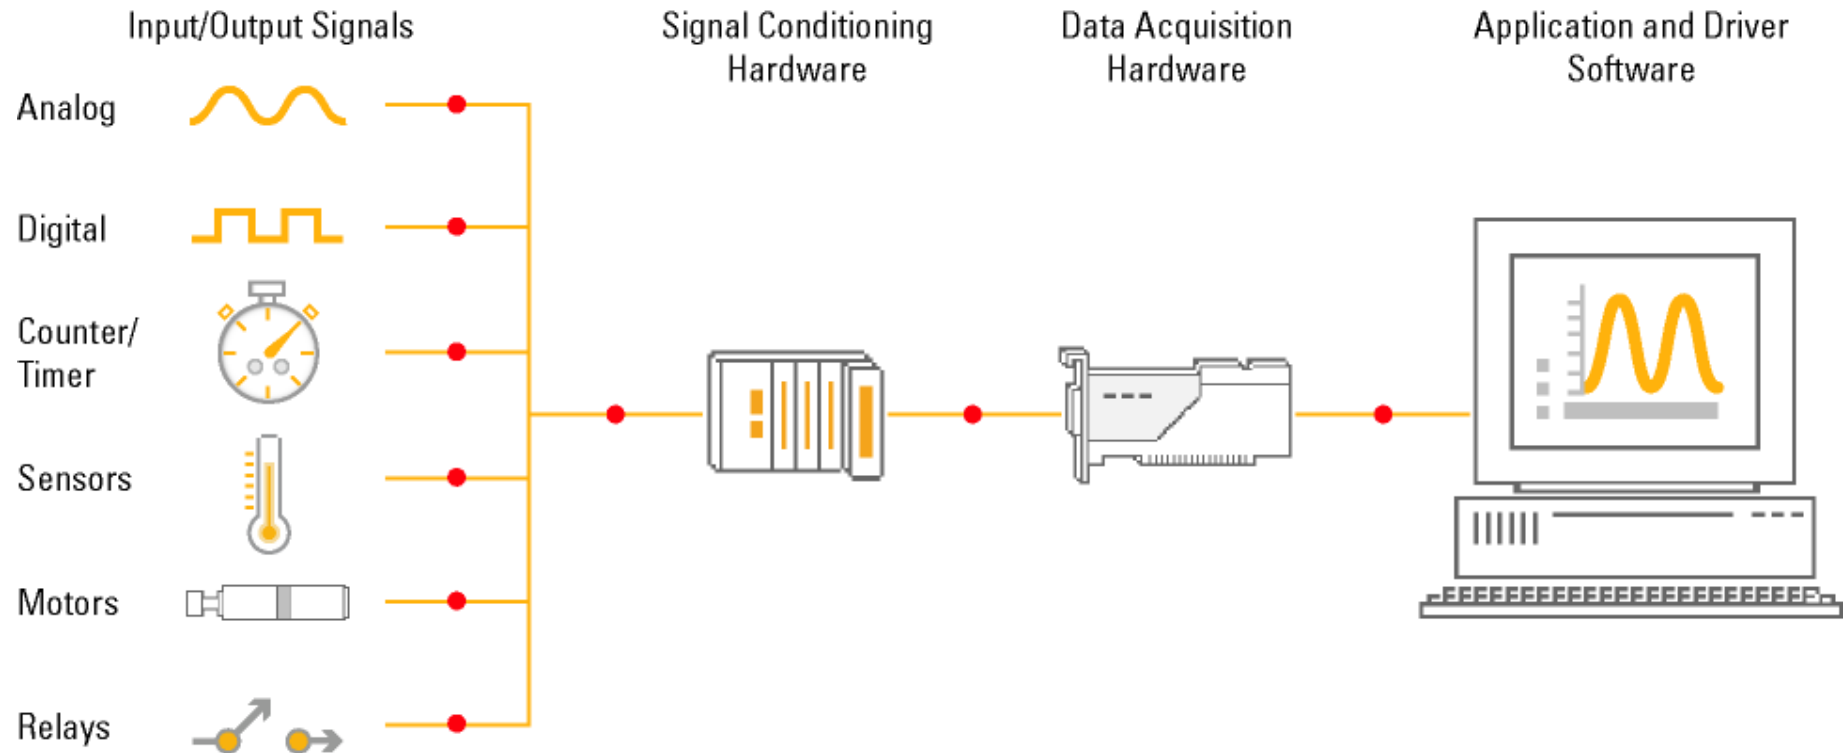 Input/Output Signals
Signal Conditioning
Hardware
Data Acquisition
Hardware
Application and Driver
Software
Analog
Digital
Counter/
Timer
Sensors
Motors
Relays